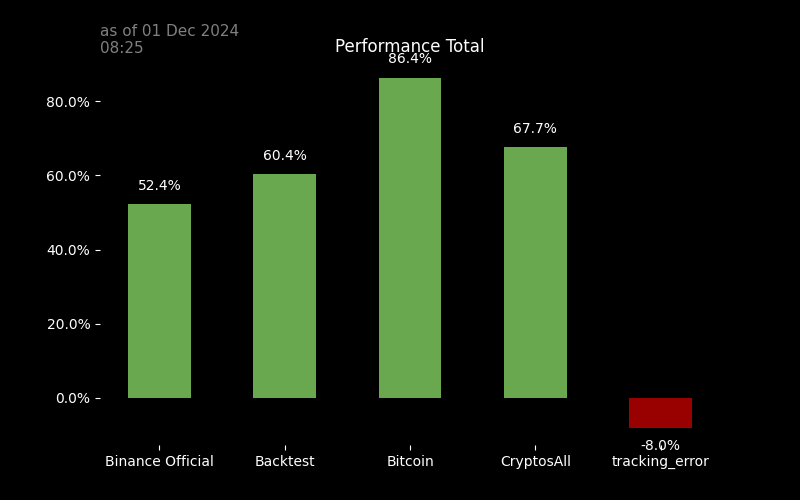 as of 01 Dec 2024
08:25
Performance Total
86.4%
80.0%
67.7%
60.4%
60.0%
52.4%
40.0%
20.0%
0.0%
-8.0%
Binance Official
Backtest
Bitcoin
CryptosAll
tracking_error